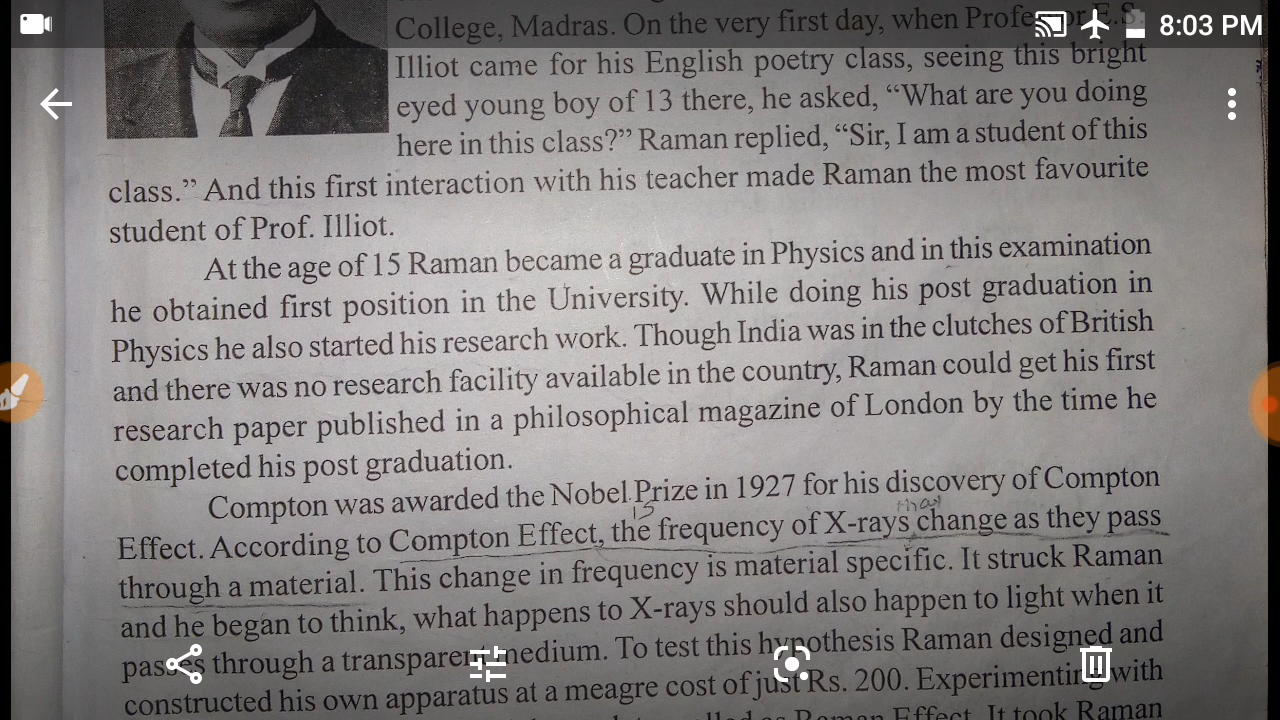 8:03 PM
College, Madras. On the very first day, when Professor E.S.
Illiot came for his English poetry class, seeing this bright
eyed young boy of 13 there, he asked, “What are you doing
here in this class?” Raman replied, “Sir, I am a student of this
class.” And this first interaction with his teacher made Raman the most favourite
student of Prof. Illiot.
At the age of 15 Raman became a graduate in Physics and in this examination
he obtained first position in the University. While doing his post graduation in
Physics he also started his research work. Though India was in the clutches of British
and there was no research facility available in the country, Raman could get his first
research paper published in a philosophical magazine of London by the time he
completed his post graduation.
Compton was awarded the Nobel Prize in 1927 for his discovery of Compton
Effect. According to Compton Effect, the frequency of X-rays change as they pass
through a material. This change in frequency is material specific. It struck Raman
and he began to think, what happens to X-rays should also happen to light when it
passes through a transparent medium. To test this hypothesis Raman designed and
constructed his own apparatus at a meagre cost of just Rs. 200. Experimenting with
Raman Effect. It took Raman